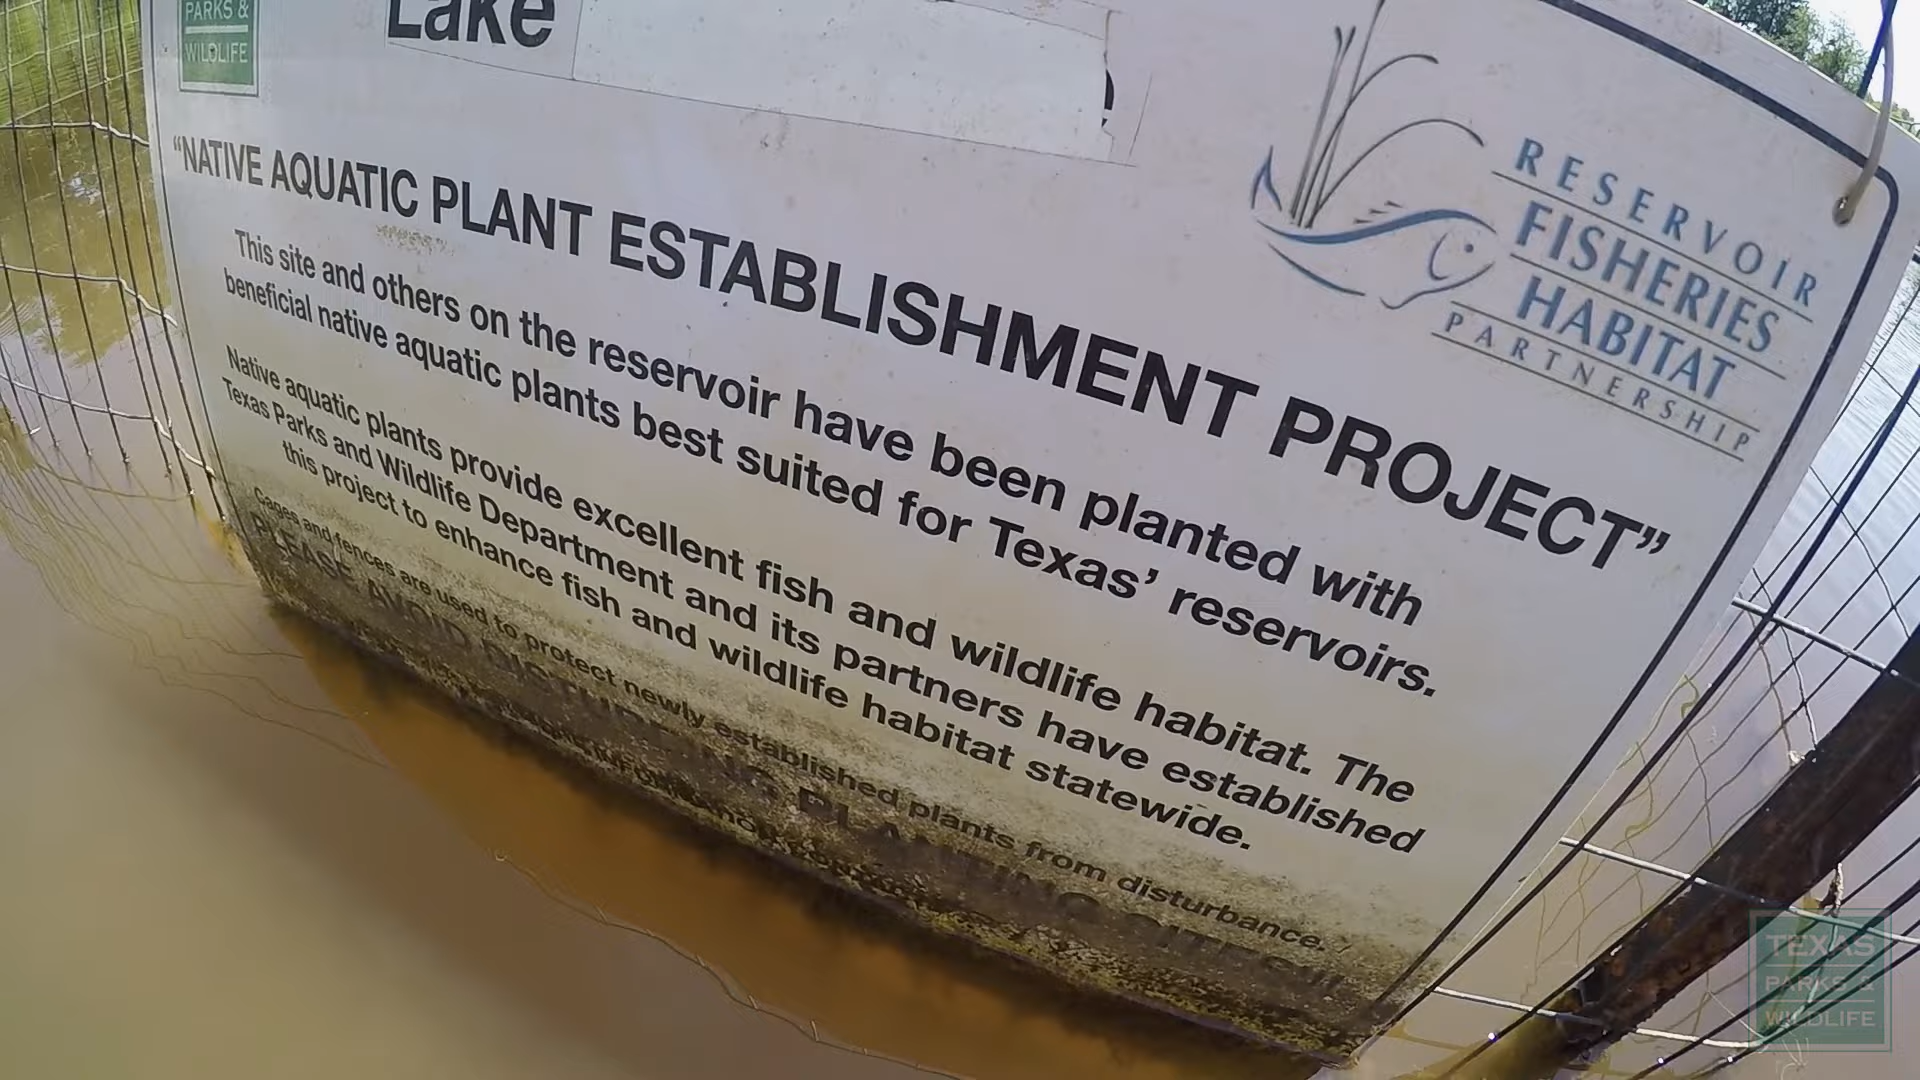 PARKS &
WILDLIFE
Lake
RESERVOIR
FISHERIES
HABITAT
PARTNERSHIP
“NATIVE AQUATIC PLANT ESTABLISHMENT PROJECT”
This site and others on the reservoir have been planted with
beneficial native aquatic plants best suited for Texas’ reservoirs.
Native aquatic plants provide excellent fish and wildlife habitat. The
Texas Parks and Wildlife Department and its partners have established
this project to enhance fish and wildlife habitat statewide.
Cages and fences are used to protect newly established plants from disturbance.
PLEASE AVOID DISTURBING PLANTING SITES!!!
TEXAS
PARKS &
WILDLIFE